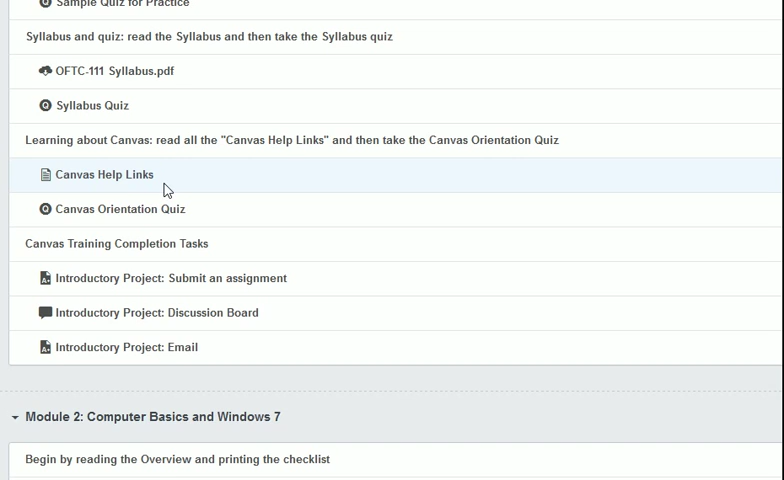 Sample Quiz for Practice
Syllabus and quiz: read the Syllabus and then take the Syllabus quiz
OFTC-111 Syllabus.pdf
Syllabus Quiz
Learning about Canvas: read all the "Canvas Help Links" and then take the Canvas Orientation Quiz
Canvas Help Links
Canvas Orientation Quiz
Canvas Training Completion Tasks
Introductory Project: Submit an assignment
Introductory Project: Discussion Board
Introductory Project: Email
Module 2: Computer Basics and Windows 7
Begin by reading the Overview and printing the checklist